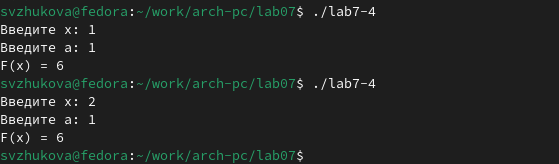 svzhukova@fedora:~/work/arch-pc/lab07$ ./lab7-4
Введите x: 1
Введите a: 1
F(x) = 6
svzhukova@fedora:~/work/arch-pc/lab07$ ./lab7-4
Введите x: 2
Введите a: 1
F(x) = 6
svzhukova@fedora:~/work/arch-pc/lab07$